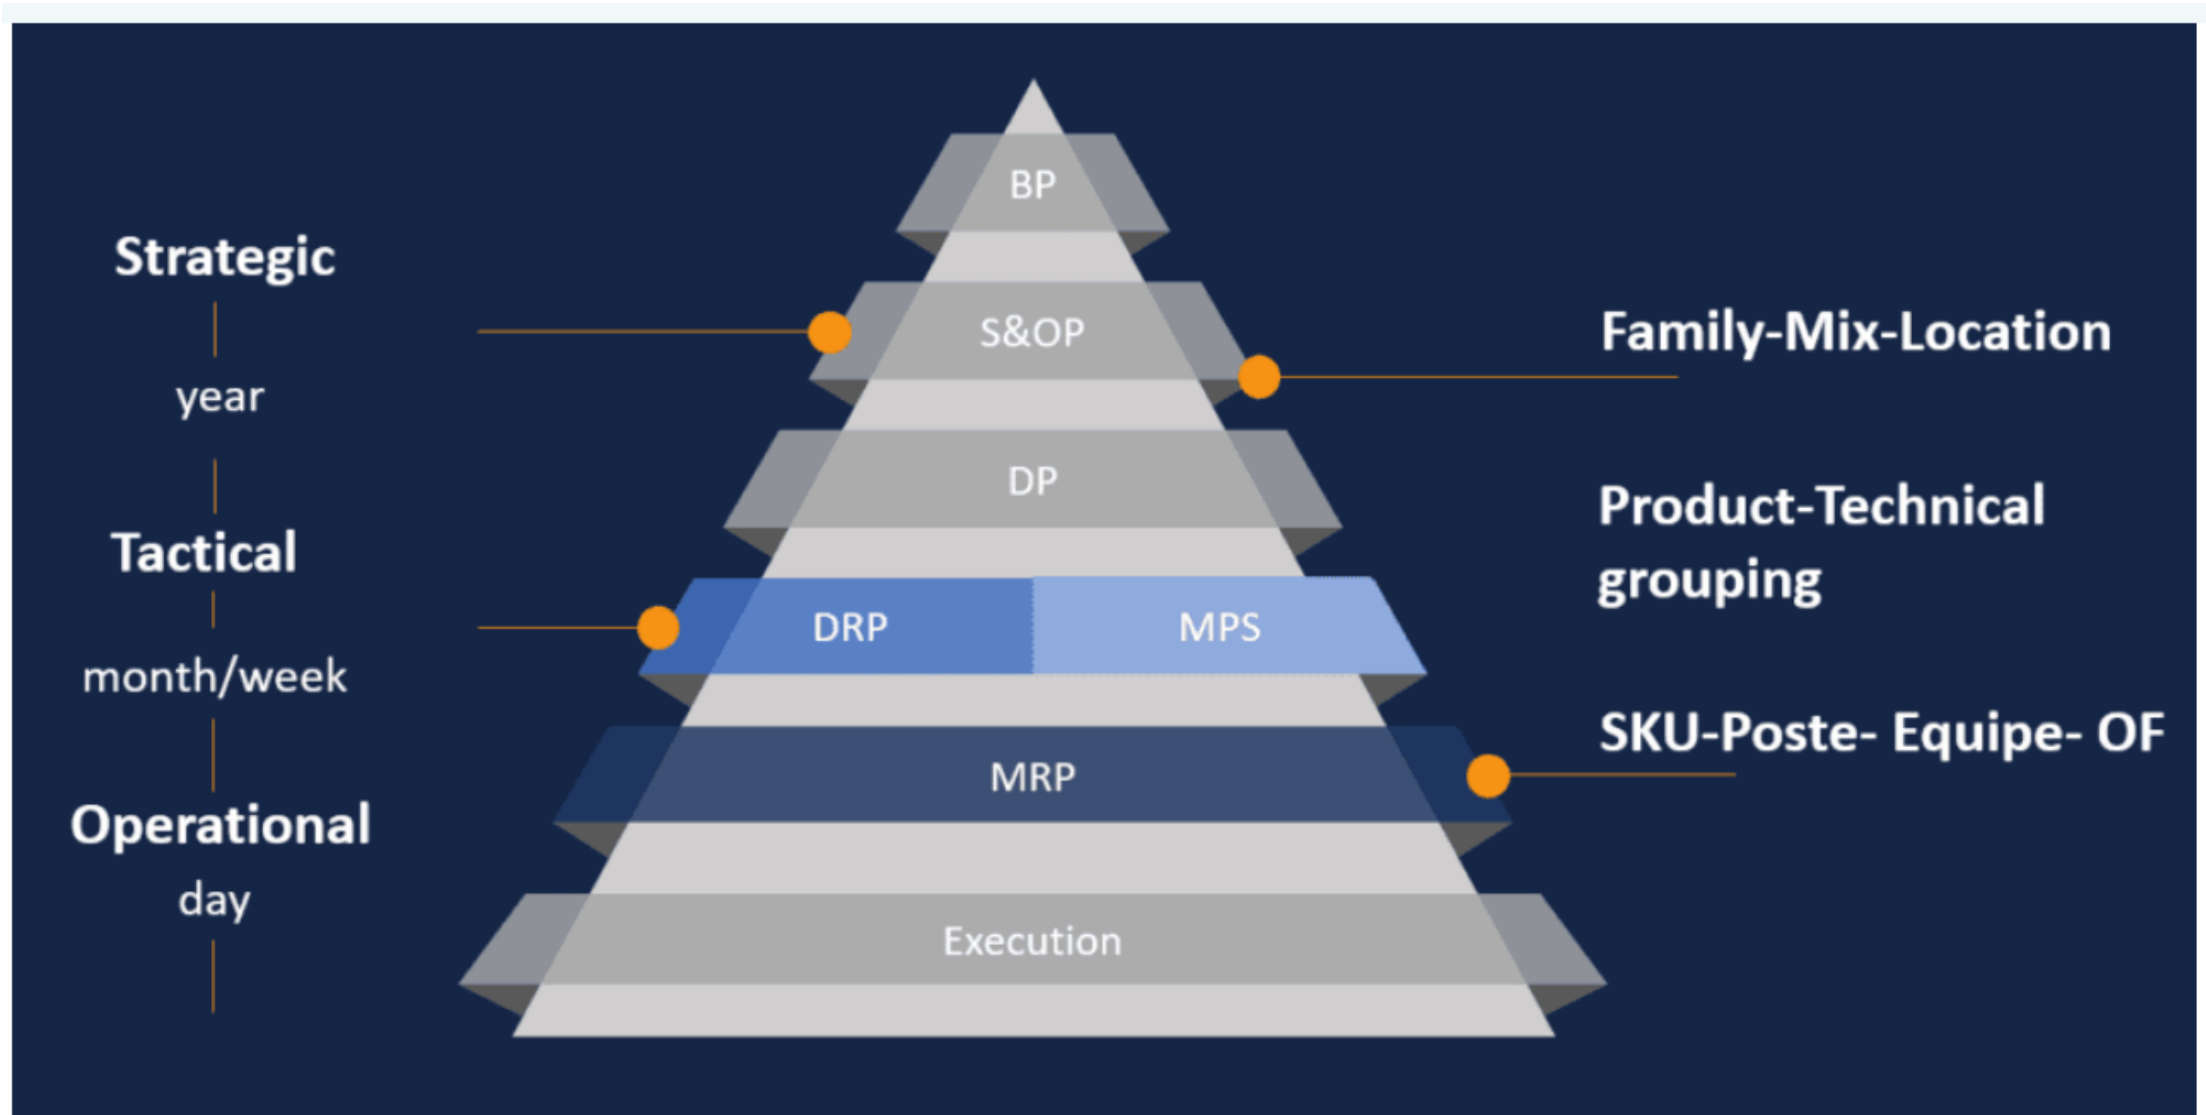 Strategic
year
Tactical
month/week
Operational
day
BP
S&OP
DP
DRP
MPS
MRP
Execution
Family-Mix-Location
Product-Technical
grouping
SKU-Poste- Equipe- OF